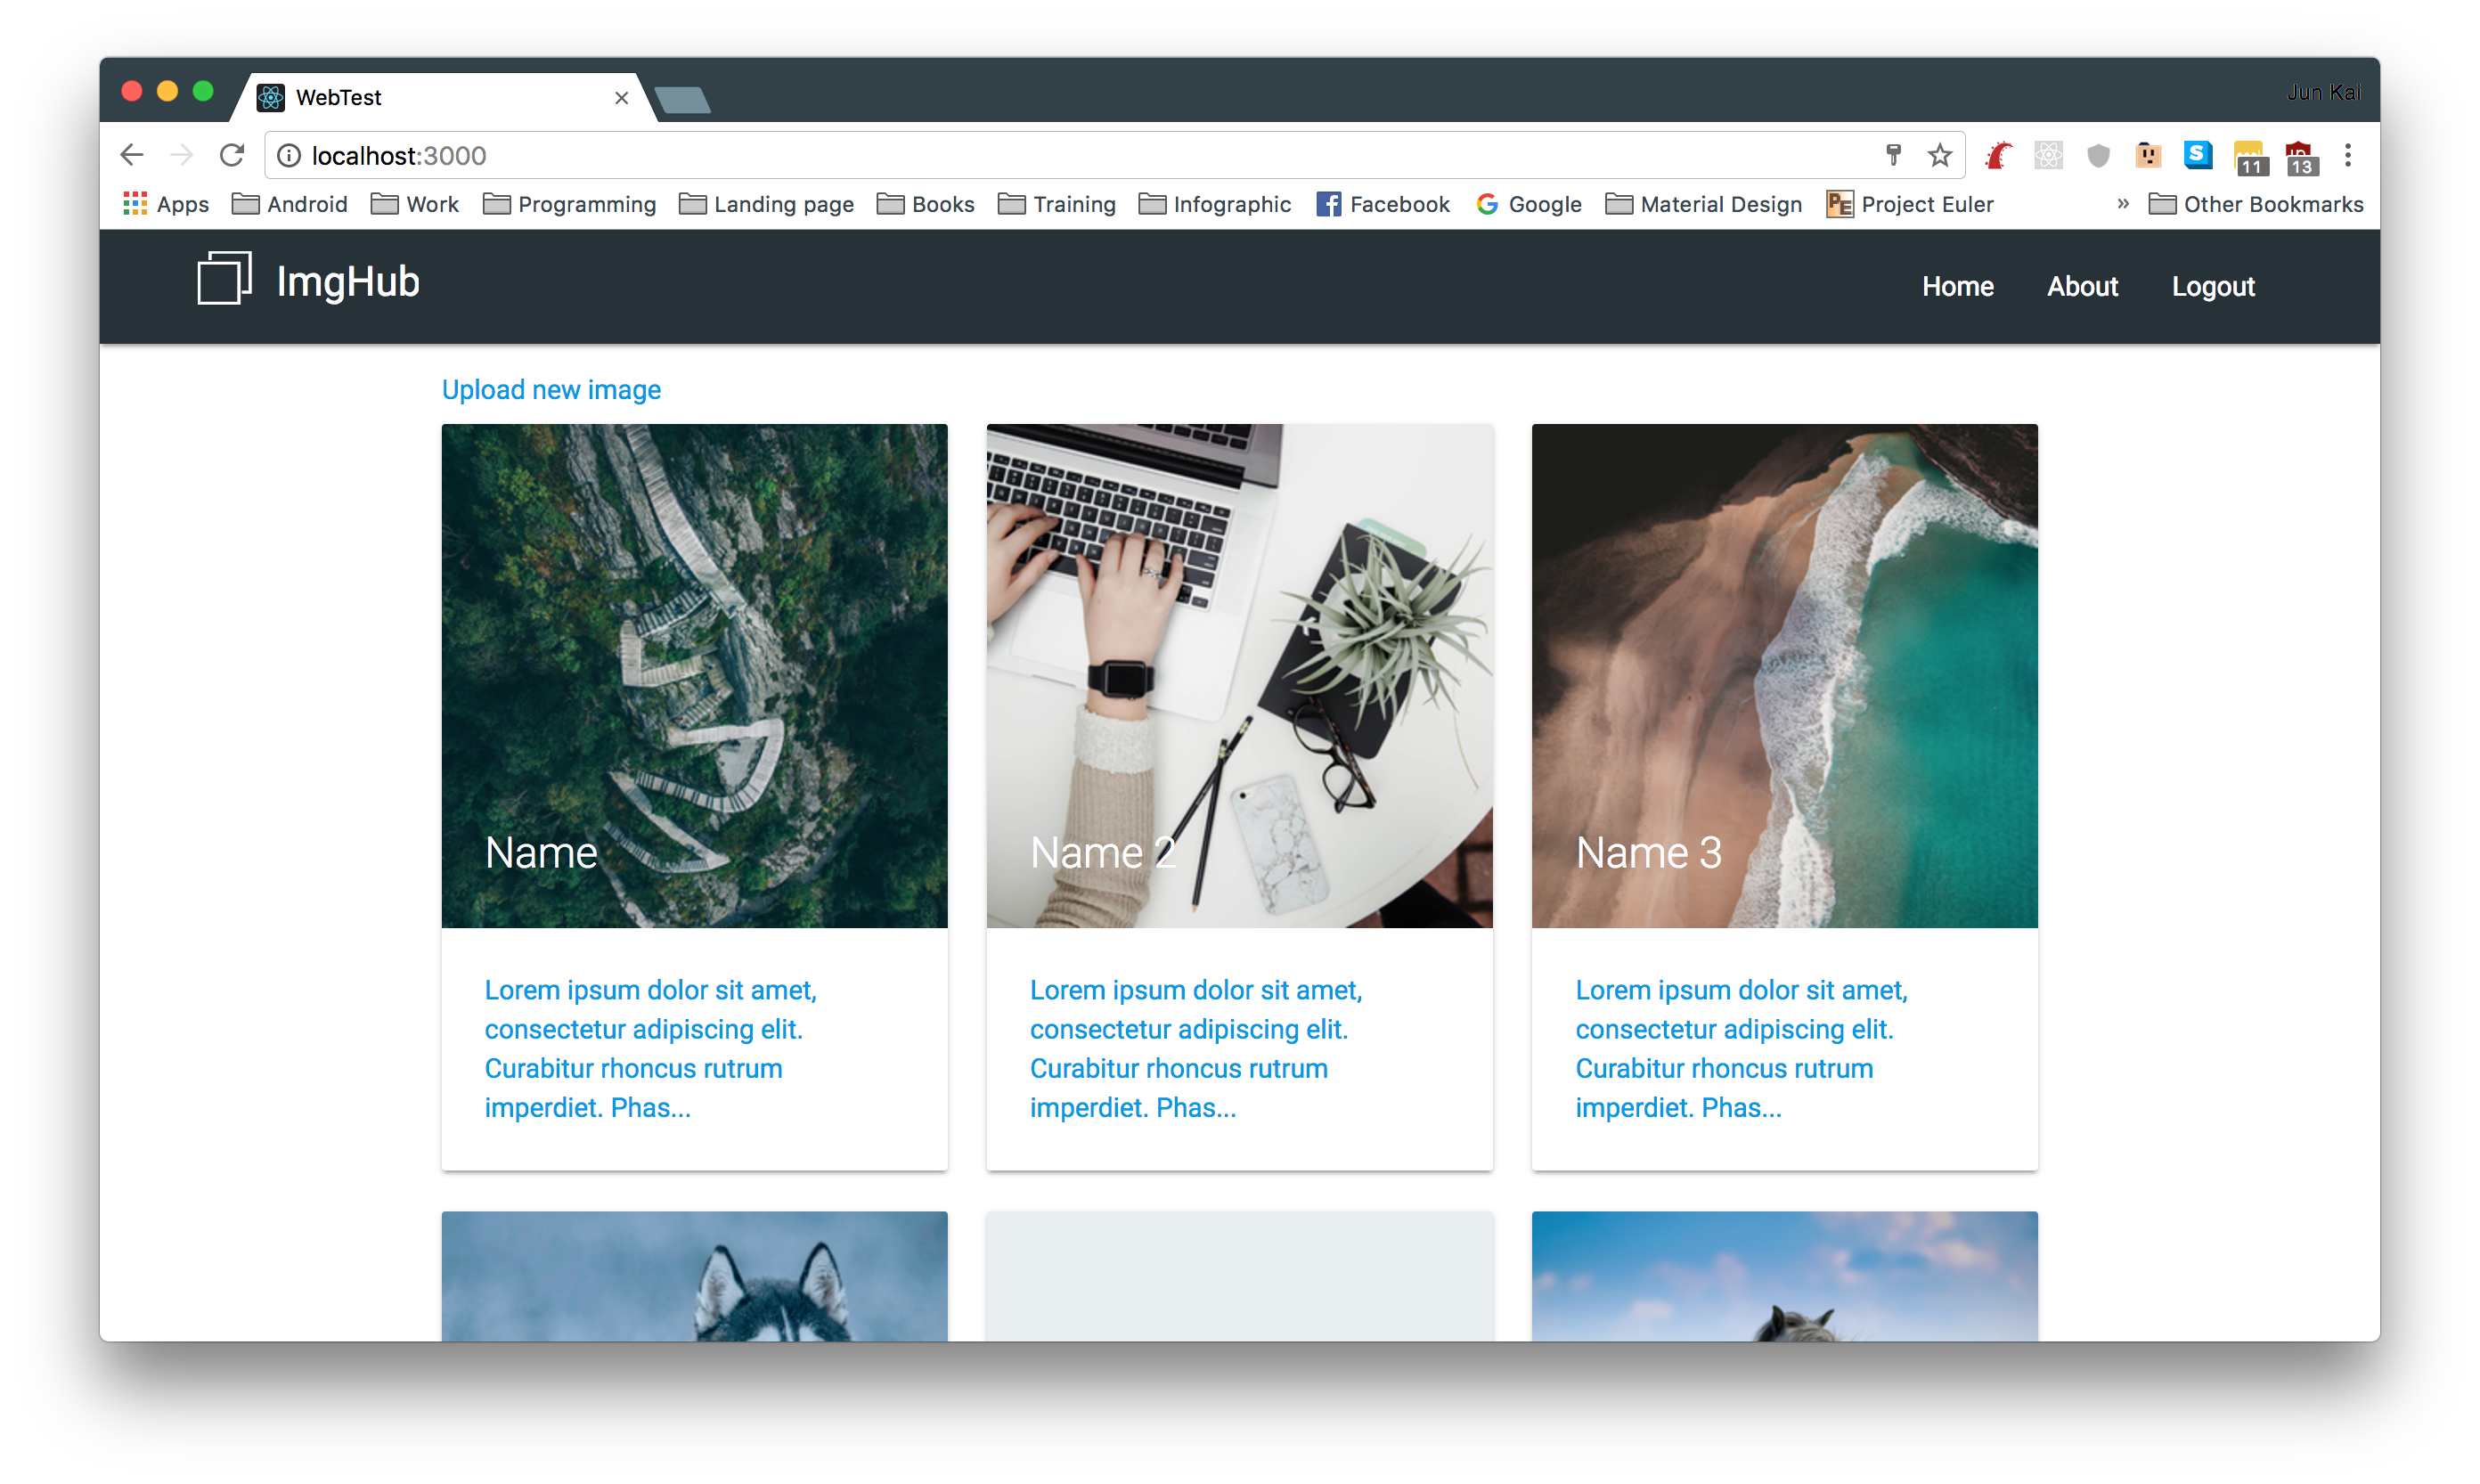 WebTest
Jun Kai
localhost:3000
11
13
Apps Android Work Programming Landing page Books Training Infographic Facebook Google Material Design Project Euler » Other Bookmarks
ImgHub
Home About Logout
Upload new image
Name
Name 2
Name 3
Lorem ipsum dolor sit amet,
consectetur adipiscing elit.
Curabitur rhoncus rutrum
imperdiet. Phas...
Lorem ipsum dolor sit amet,
consectetur adipiscing elit.
Curabitur rhoncus rutrum
imperdiet. Phas...
Lorem ipsum dolor sit amet,
consectetur adipiscing elit.
Curabitur rhoncus rutrum
imperdiet. Phas...